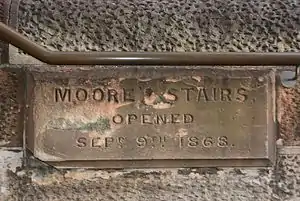 MOORE'S STAIRS.
OPENED
SEPT 9TH 1868.